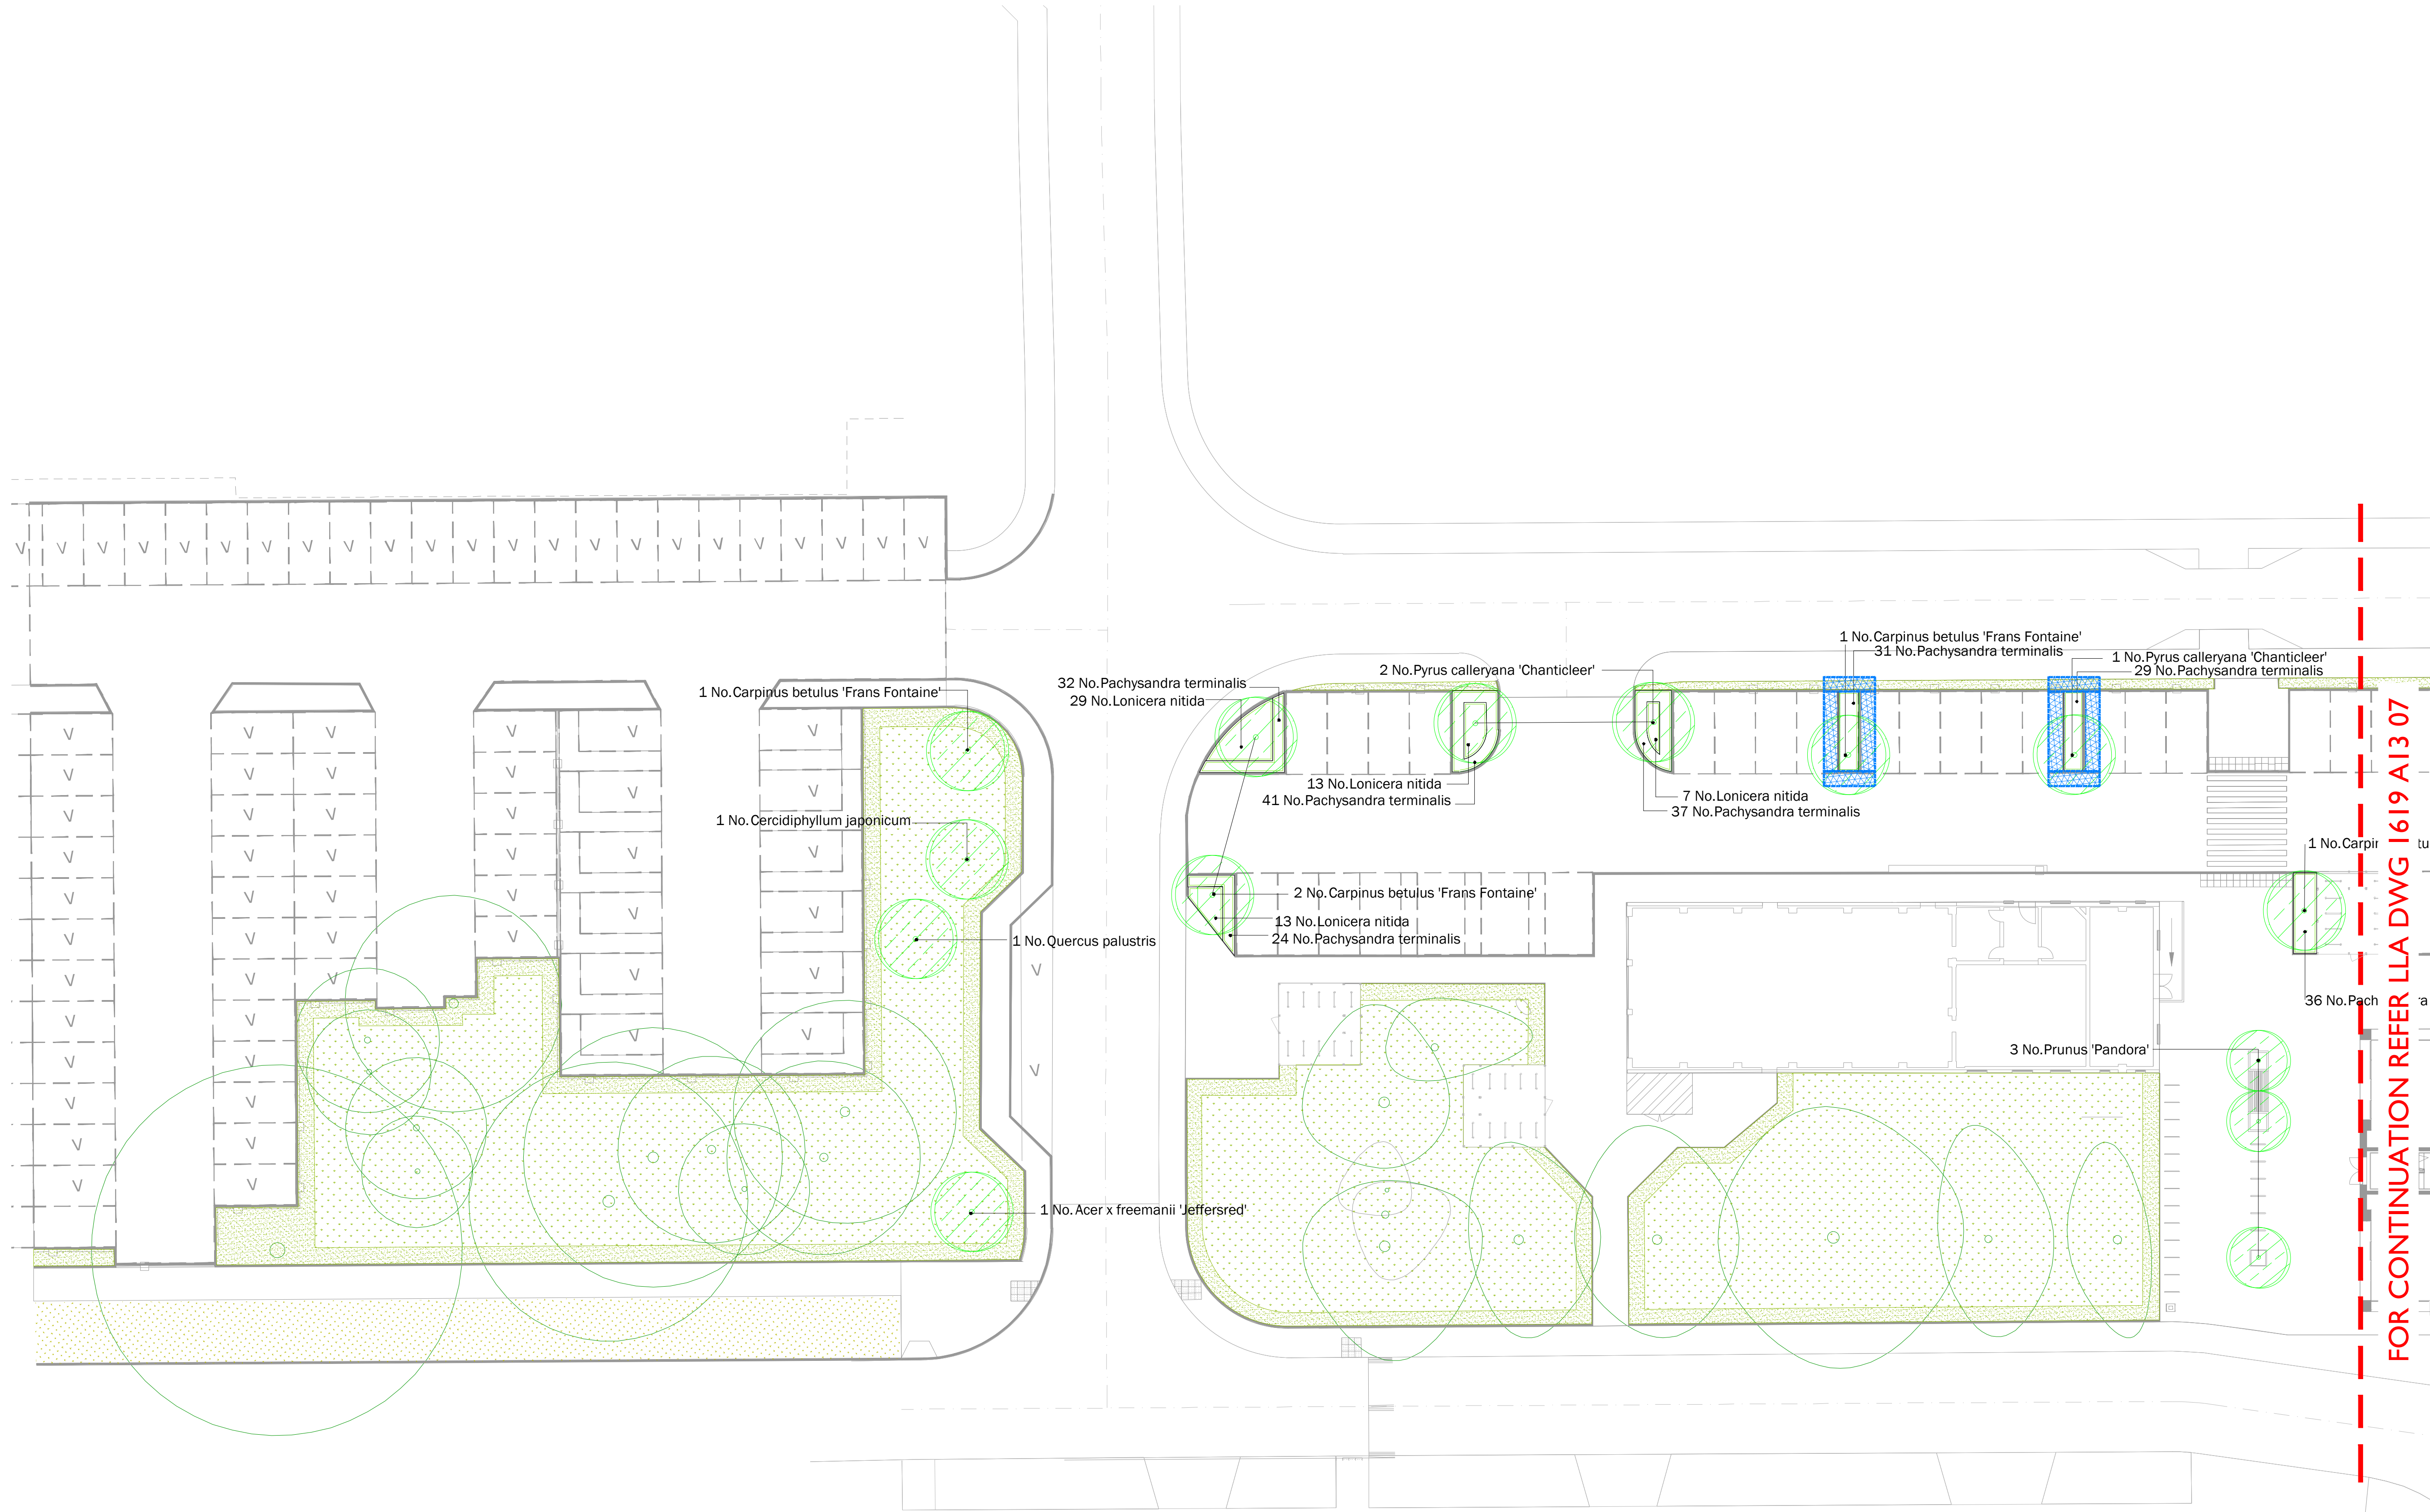 1 No.Carpinus betulus 'Frans Fontaine'
31 No.Pachysandra terminalis
1 No.Pyrus calleryana 'Chanticleer'
29 No.Pachysandra terminalis
2 No.Pyrus calleryana 'Chanticleer'
32 No.Pachysandra terminalis
29 No.Lonicera nitida
1 No.Carpinus betulus 'Frans Fontaine'
13 No.Lonicera nitida
41 No.Pachysandra terminalis
7 No.Lonicera nitida
37 No.Pachysandra terminalis
1 No.Cercidiphyllum japonicum
1 No.Carpi
2 No.Carpinus betulus 'Frans Fontaine'
13 No.Lonicera nitida
24 No.Pachysandra terminalis
1 No.Quercus palustris
36 No.Pach
3 No.Prunus 'Pandora'
1 No.Acer x freemanii 'Jeffersred'
FOR CONTINUATION REFER LLA DWG 1619 A13 07